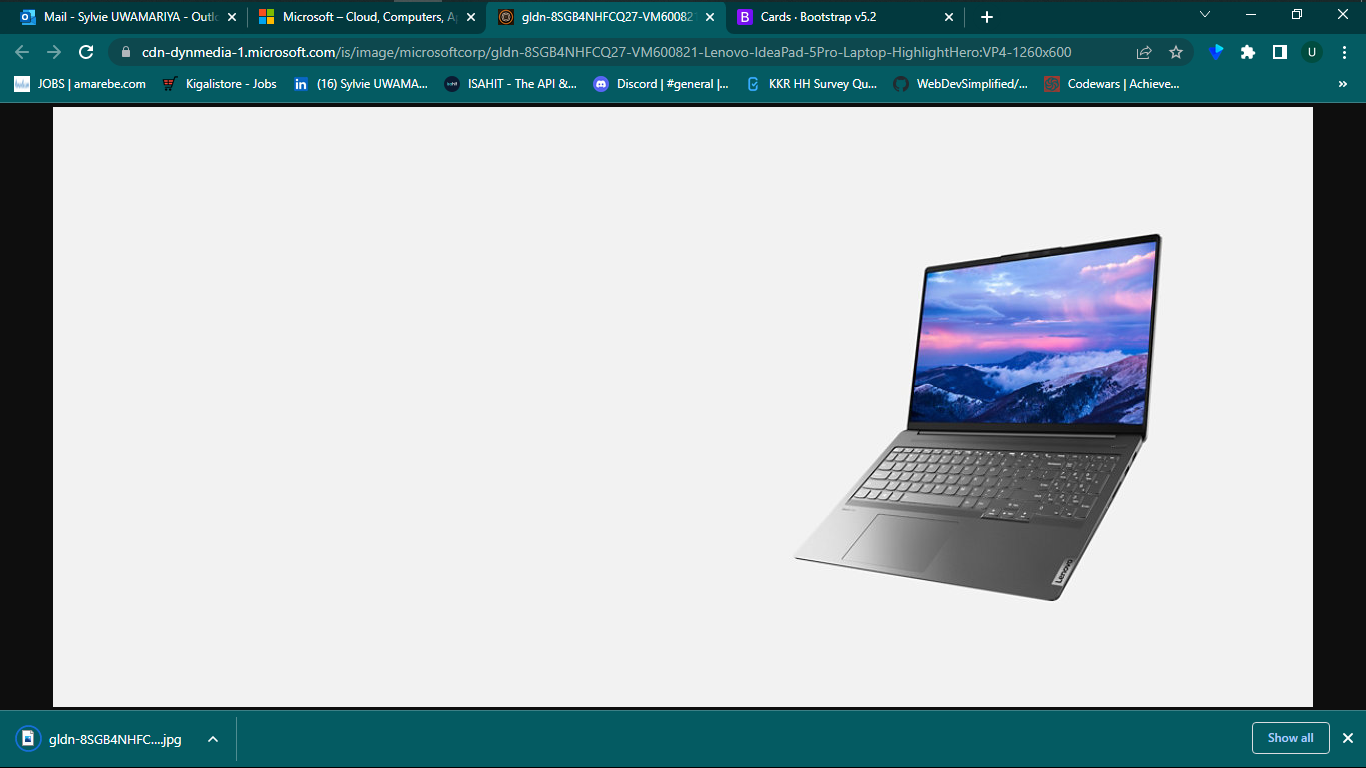 Mail - Sylvie UWAMARIYA - Outl
Microsoft – Cloud, Computers, A
gldn-8SGB4NHFCQ27-VM60082
Cards · Bootstrap v5.2
cdn-dynmedia-1.microsoft.com/is/image/microsoftcorp/gldn-8SGB4NHFCQ27-VM600821-Lenovo-IdeaPad-5Pro-Laptop-HighlightHero:VP4-1260x600
U
JOBS | amarebe.com
Kigalistore - Jobs
(16) Sylvie UWAMA...
ISAHIT - The API &...
Discord | #general |...
KKR HH Survey Qu...
WebDevSimplified/...
Codewars | Achieve...
Lenovo
gldn-8SGB4NHFC....jpg
Show all